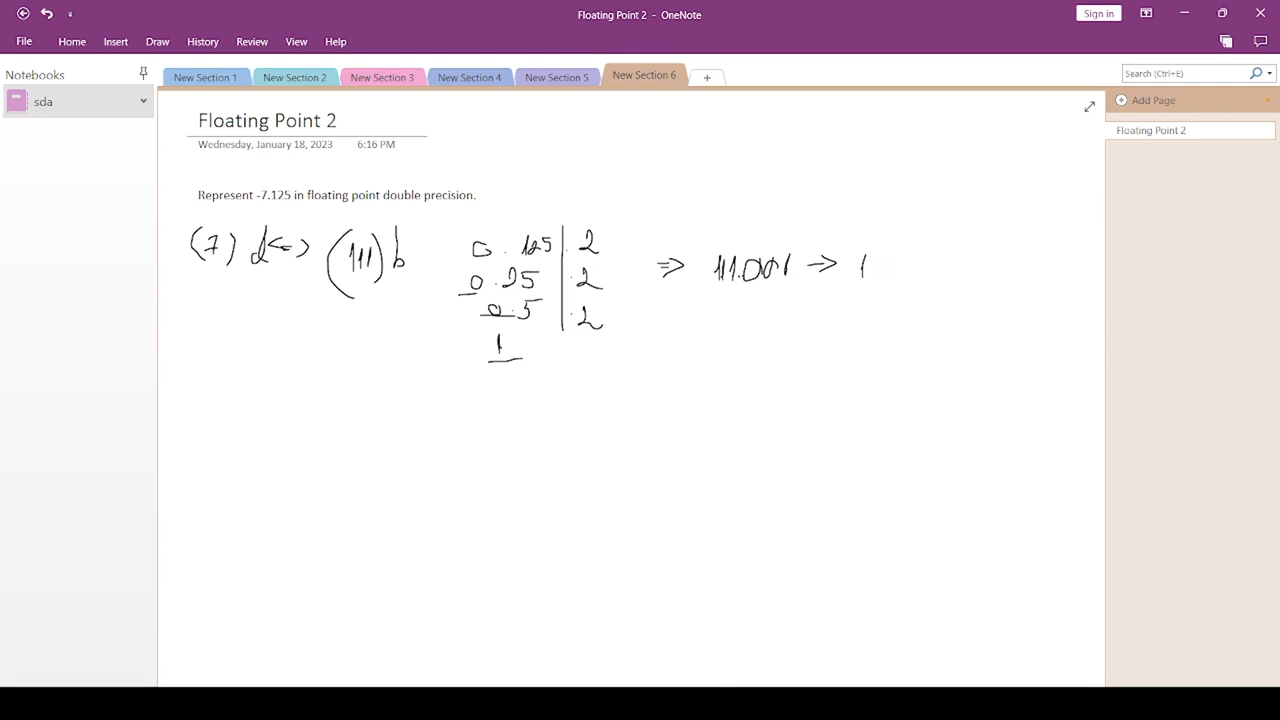 Floating Point 2 - OneNote
Sign in
File Home Insert Draw History Review View Help
Notebooks
sda
New Section 1 New Section 2 New Section 3 New Section 4 New Section 5 New Section 6 +
Search (Ctrl+E)
Add Page
Floating Point 2
Floating Point 2
Wednesday, January 18, 2023 6:16 PM
Represent -7.125 in floating point double precision.
(7) d<=> (111)b
0.125 | .2
0.25 | .2
0.5 | .2
1
=> 111.001 -> 1